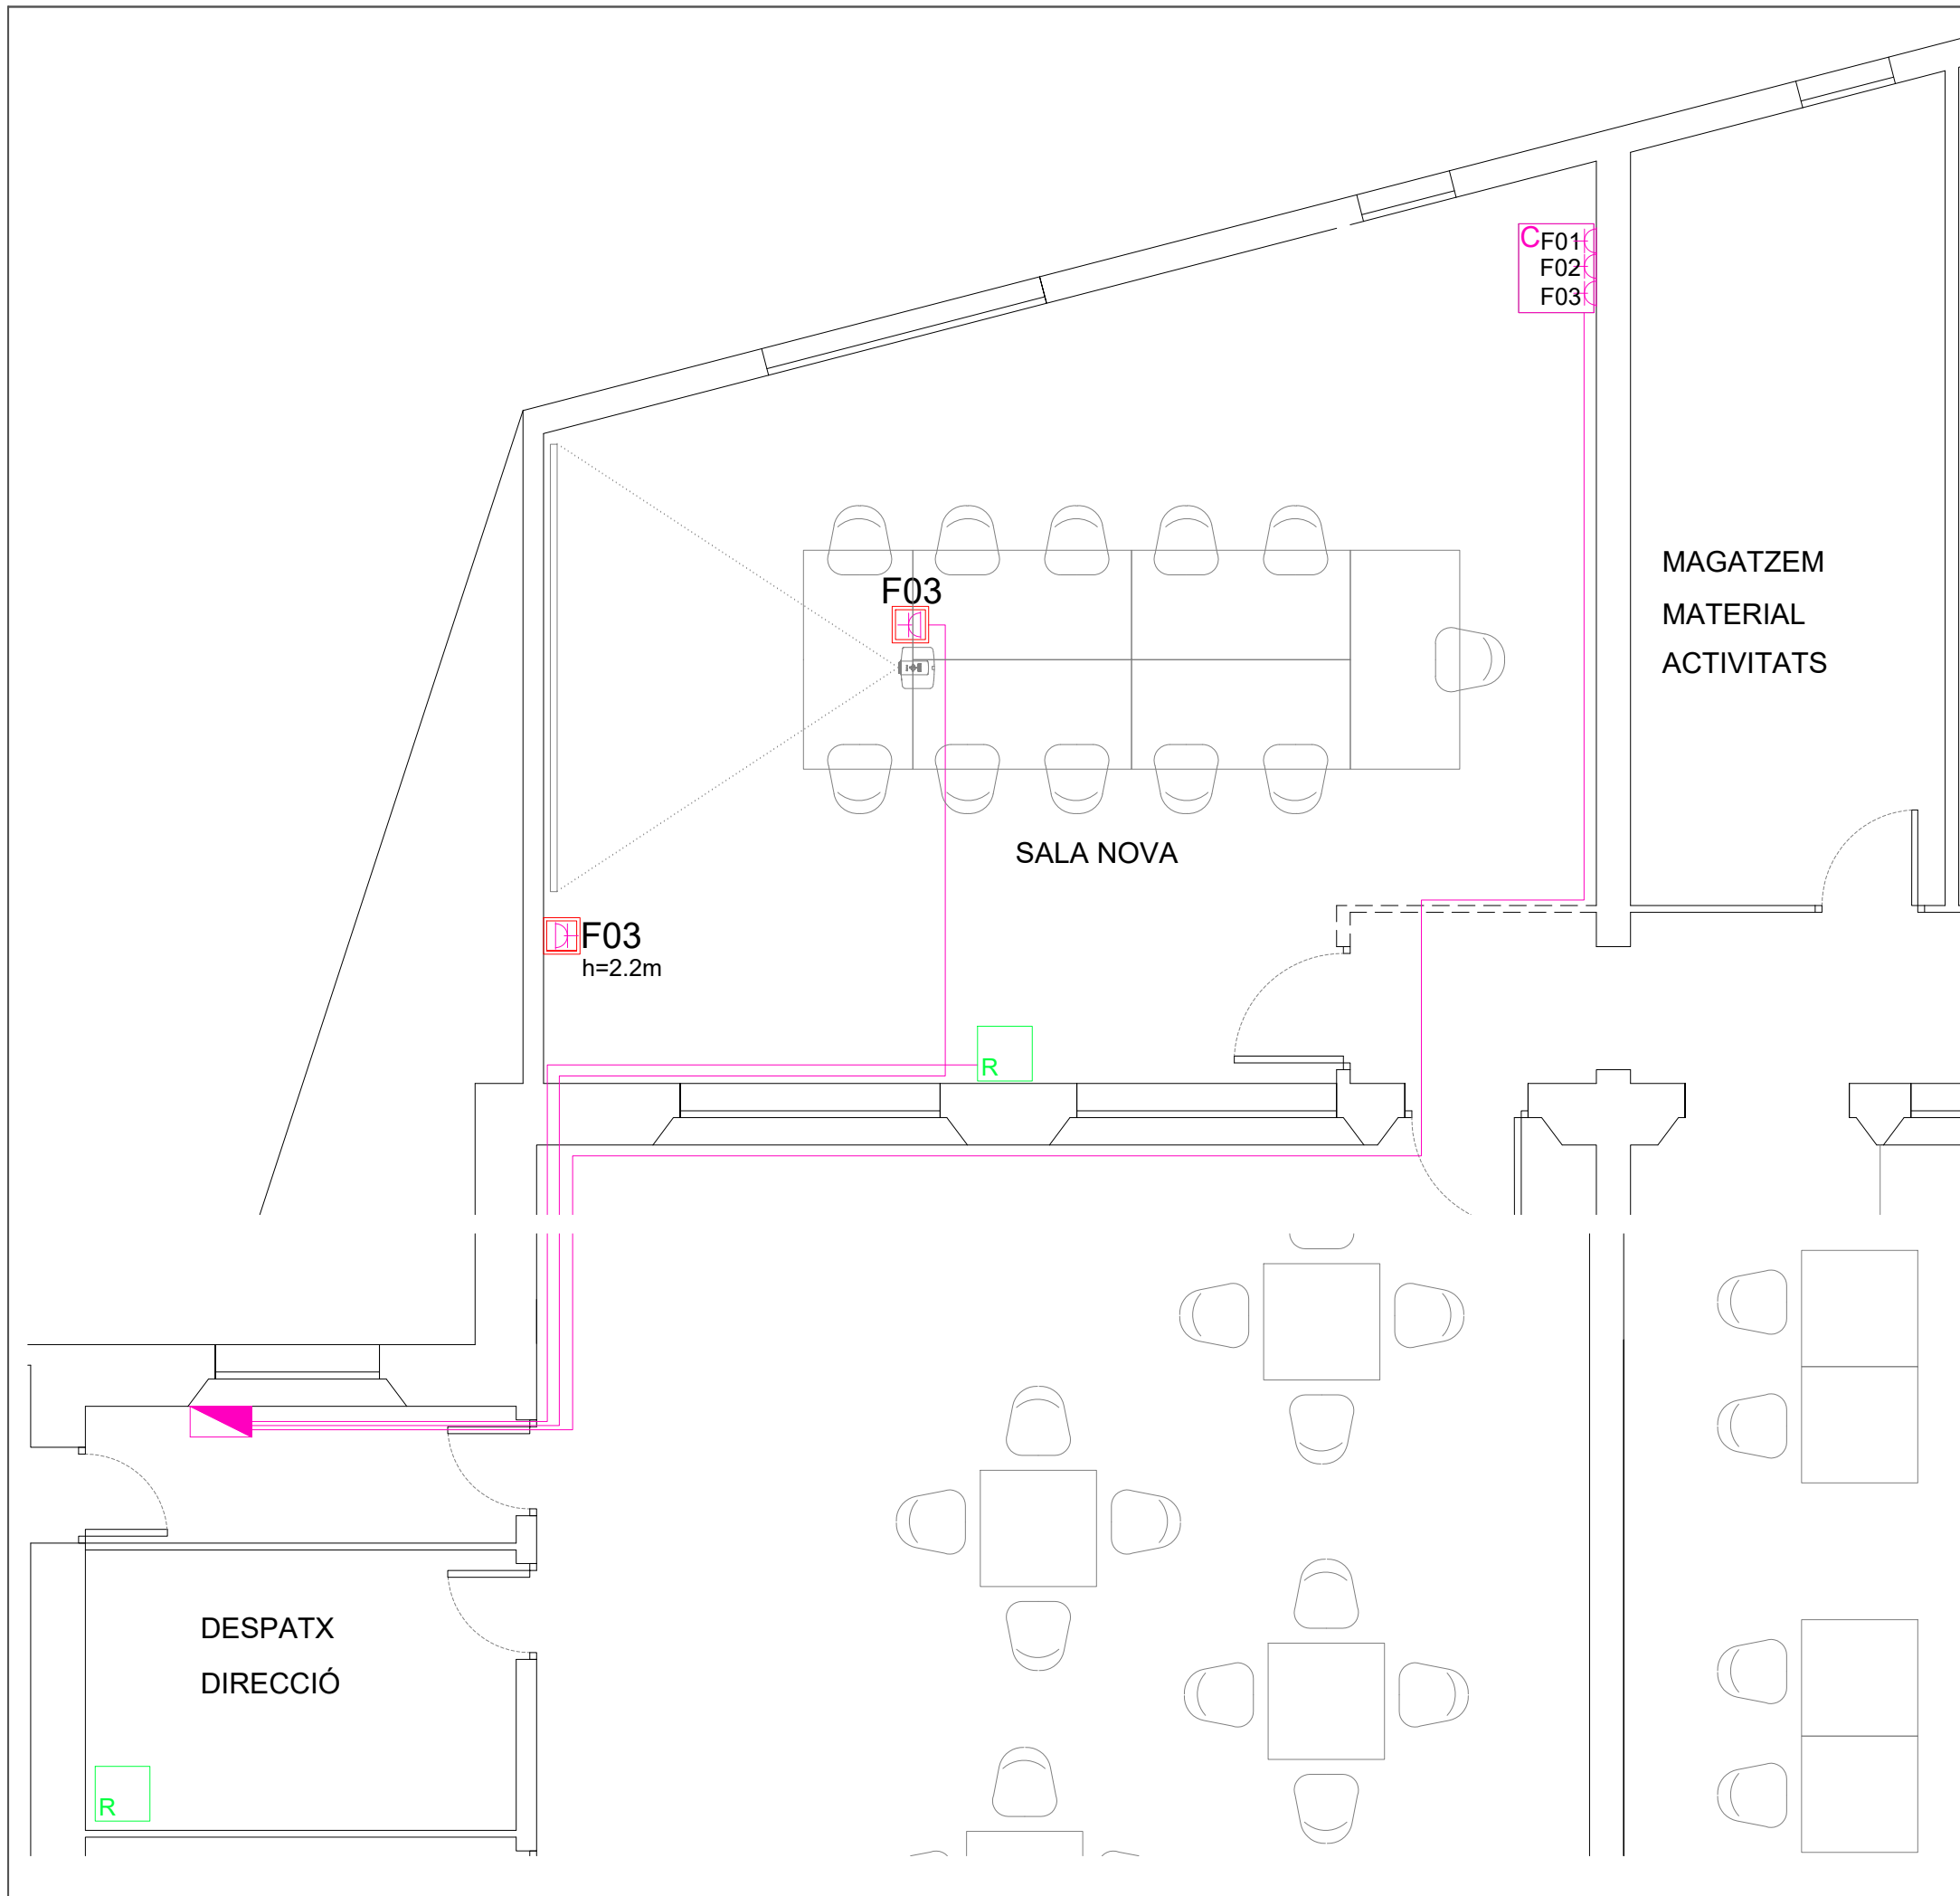 C
F01
F02
F03
MAGATZEM
MATERIAL
ACTIVITATS
F03
SALA NOVA
F03
h=2.2m
R
DESPATX
DIRECCIÓ
R